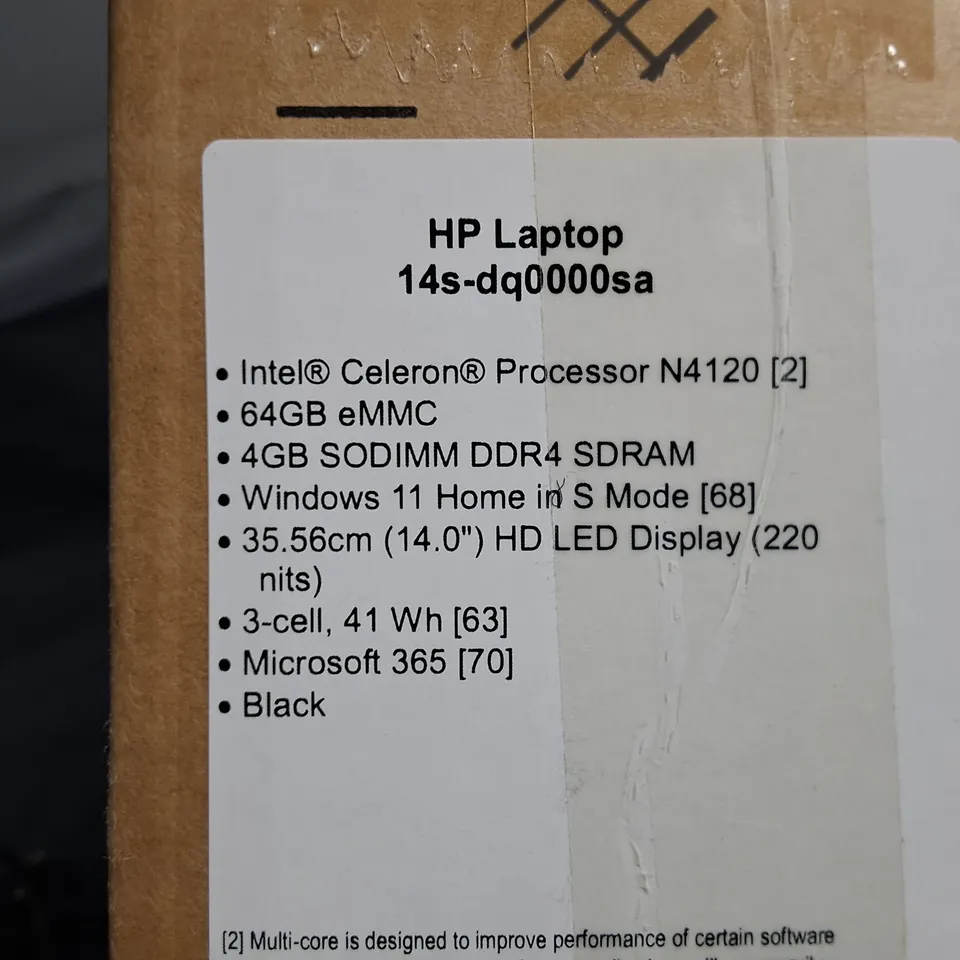 HP Laptop
14s-dq0000sa
• Intel® Celeron® Processor N4120 [2]
• 64GB eMMC
• 4GB SODIMM DDR4 SDRAM
• Windows 11 Home in S Mode [68]
• 35.56cm (14.0") HD LED Display (220
nits)
• 3-cell, 41 Wh [63]
• Microsoft 365 [70]
• Black
[2] Multi-core is designed to improve performance of certain software